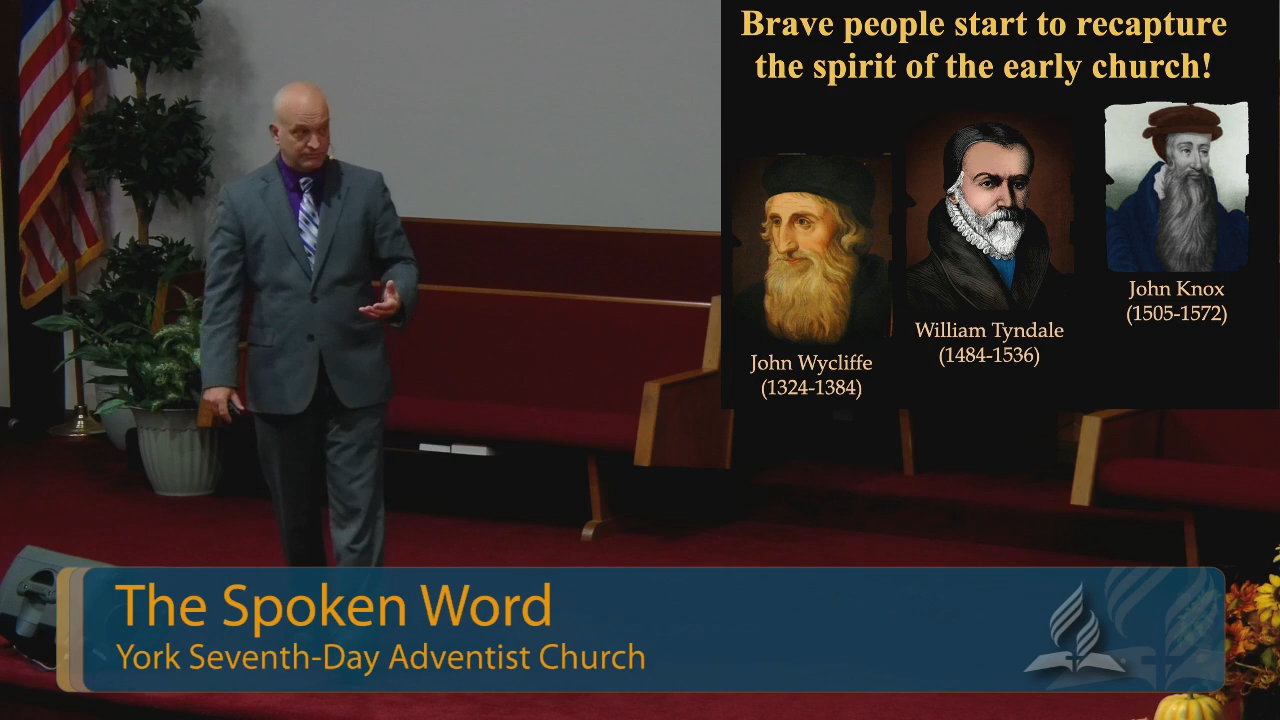 Brave people start to recapture
the spirit of the early church!
John Wycliffe
(1324-1384)
William Tyndale
(1484-1536)
John Knox
(1505-1572)
The Spoken Word
York Seventh-Day Adventist Church